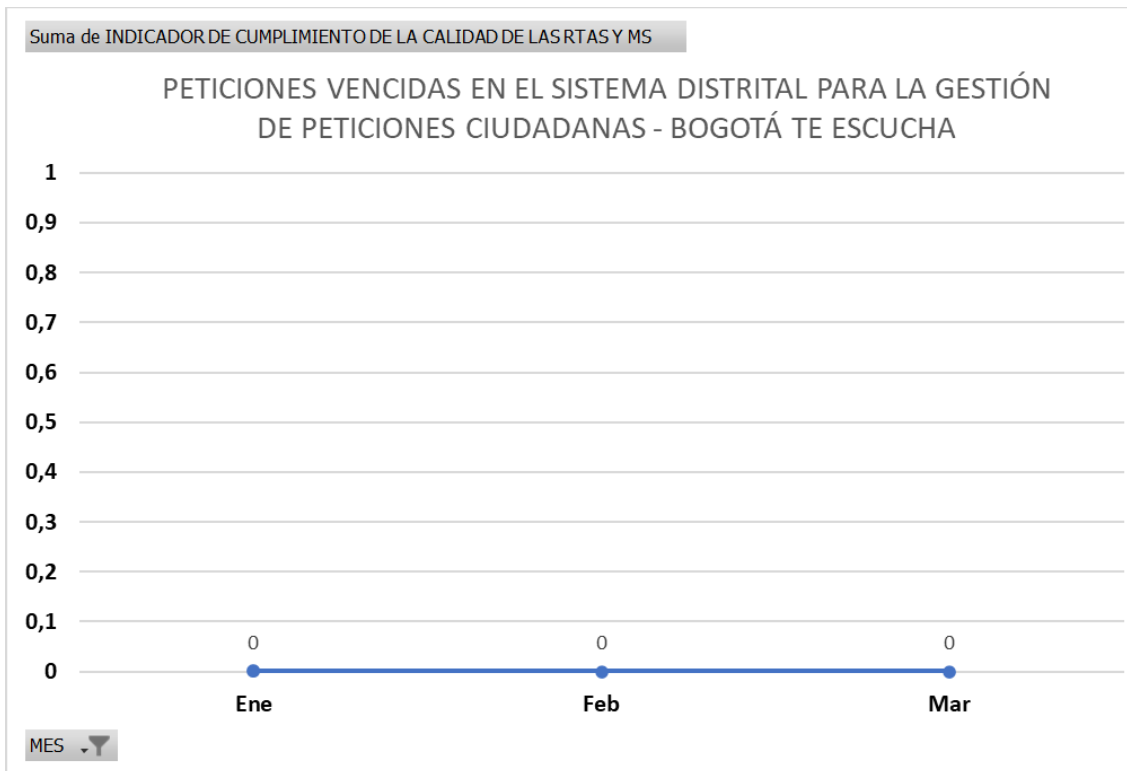 Suma de INDICADOR DE CUMPLIMIENTO DE LA CALIDAD DE LAS RTAS Y MS
PETICIONES VENCIDAS EN EL SISTEMA DISTRITAL PARA LA GESTIÓN
DE PETICIONES CIUDADANAS - BOGOTÁ TE ESCUCHA
1
0,9
0,8
0,7
0,6
0,5
0,4
0,3
0,2
0,1
0
0 0 0
Ene Feb Mar
MES